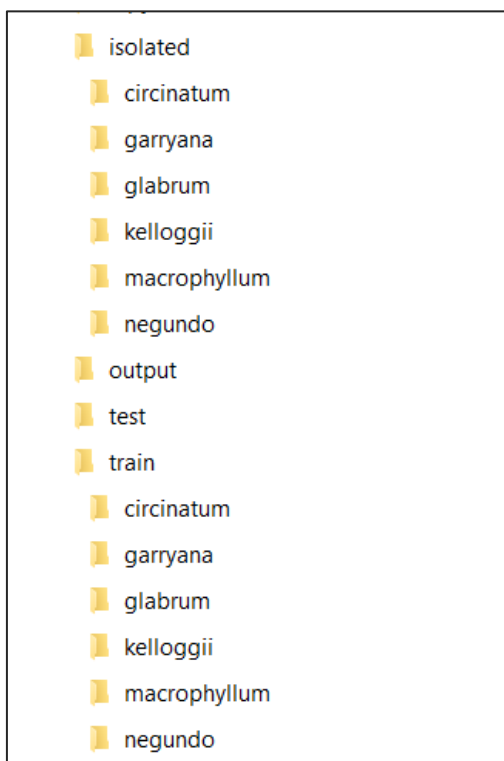 isolated
circinatum
garryana
glabrum
kelloggii
macrophyllum
negundo
output
test
train
circinatum
garryana
glabrum
kelloggii
macrophyllum
negundo